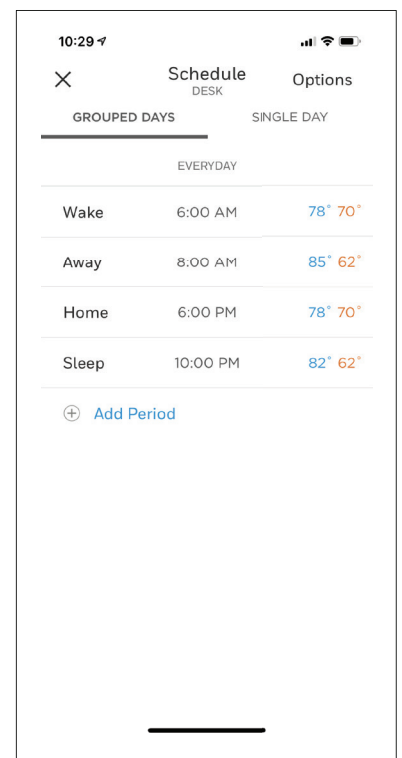 10:29
Schedule
DESK
Options
GROUPED DAYS SINGLE DAY
EVERYDAY
Wake 6:00 AM 78° 70°
Away 8:00 AM 85° 62°
Home 6:00 PM 78° 70°
Sleep 10:00 PM 82° 62°
Add Period